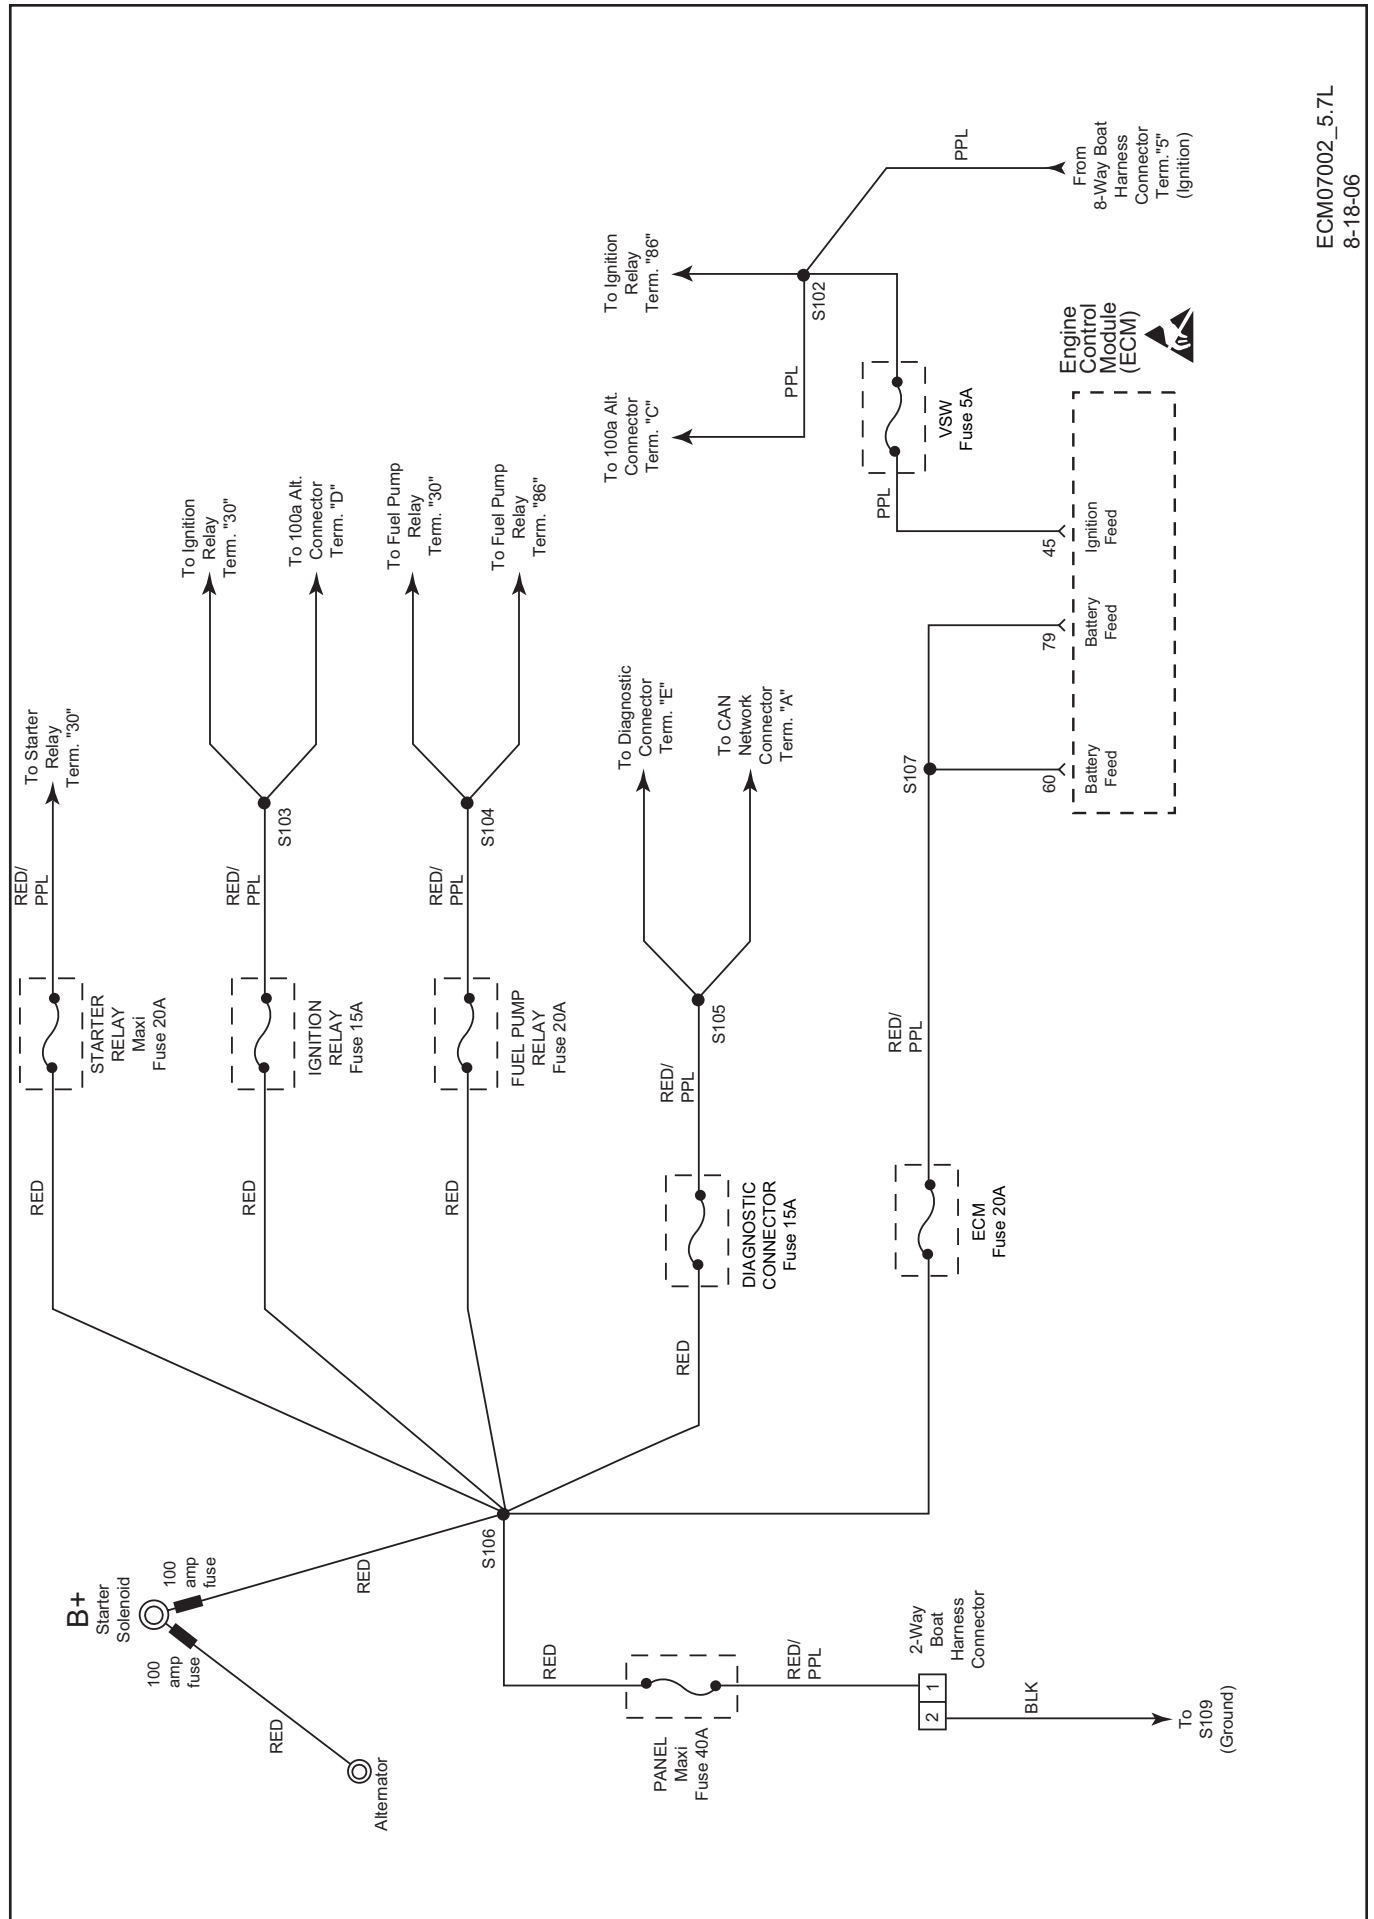 B+
Starter
Solenoid
100
amp
fuse
100
amp
fuse
RED
Alternator
RED
S106
RED
PANEL
Maxi
Fuse 40A
RED/
PPL
2-Way
Boat
Harness
Connector
1
2
BLK
To
S109
(Ground)
RED
STARTER
RELAY
Maxi
Fuse 20A
RED/
PPL
To Starter
Relay
Term. "30"
RED
IGNITION
RELAY
Fuse 15A
RED/
PPL
S103
To Ignition
Relay
Term. "30"
To 100a Alt.
Connector
Term. "D"
RED
FUEL PUMP
RELAY
Fuse 20A
RED/
PPL
S104
To Fuel Pump
Relay
Term. "30"
To Fuel Pump
Relay
Term. "86"
RED
DIAGNOSTIC
CONNECTOR
Fuse 15A
RED/
PPL
S105
To Diagnostic
Connector
Term. "E"
To CAN
Network
Connector
Term. "A"
ECM
Fuse 20A
RED/
PPL
S107
60
Battery
Feed
79
Battery
Feed
45
Ignition
Feed
Engine
Control
Module
(ECM)
PPL
VSW
Fuse 5A
To 100a Alt.
Connector
Term. "C"
PPL
S102
To Ignition
Relay
Term. "86"
PPL
From
8-Way Boat
Harness
Connector
Term."5"
(Ignition)
ECM07002_5.7L
8-18-06